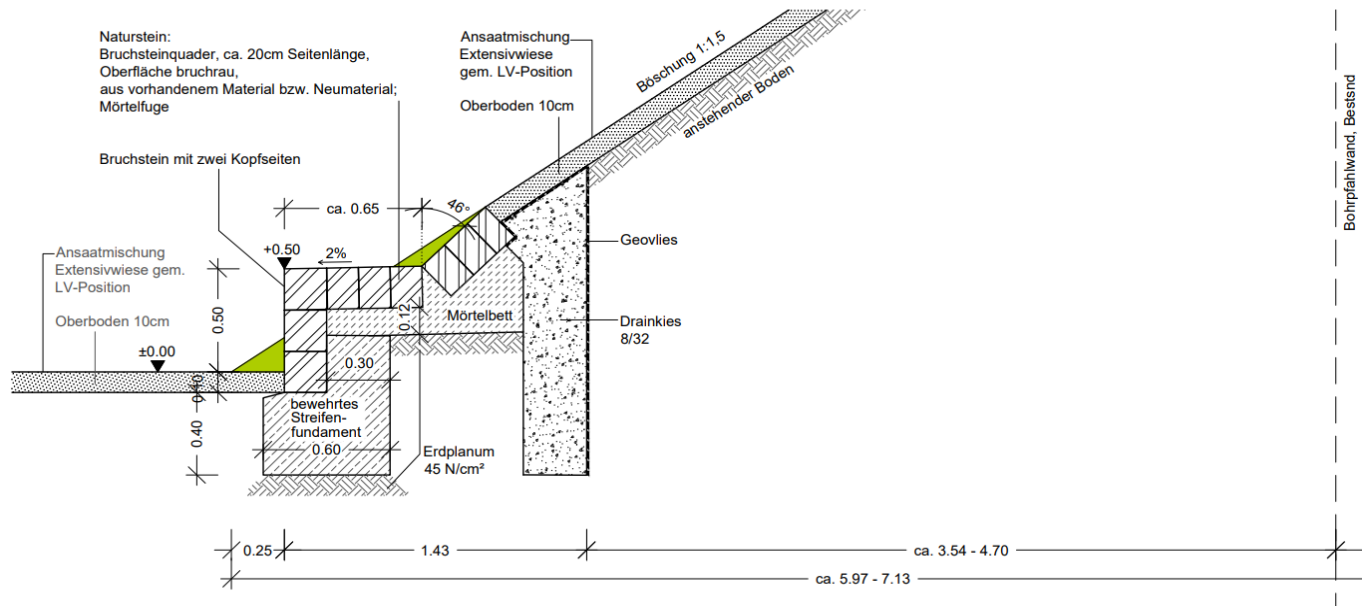 Naturstein:
Bruchsteinquader, ca. 20cm Seitenlänge,
Oberfläche bruchrau,
aus vorhandenem Material bzw. Neumaterial;
Mörtelfuge
Bruchstein mit zwei Kopfseiten
Ansaatmischung
Extensivwiese
gem. LV-Position
Oberboden 10cm
Böschung 1:1,5
anstehender Boden
Bohrpfahlwand, Bestsnd
ca. 0.65
46°
+0.50
2%
Geovlies
Ansaatmischung
Extensivwiese gem.
LV-Position
Oberboden 10cm
±0.00
0.50
0.12
Mörtelbett
Drainkies
8/32
0.30
0.10
0.40
bewehrtes
Streifen-
fundament
0.60
Erdplanum
45 N/cm²
0.25
1.43
ca. 3.54 - 4.70
ca. 5.97 - 7.13